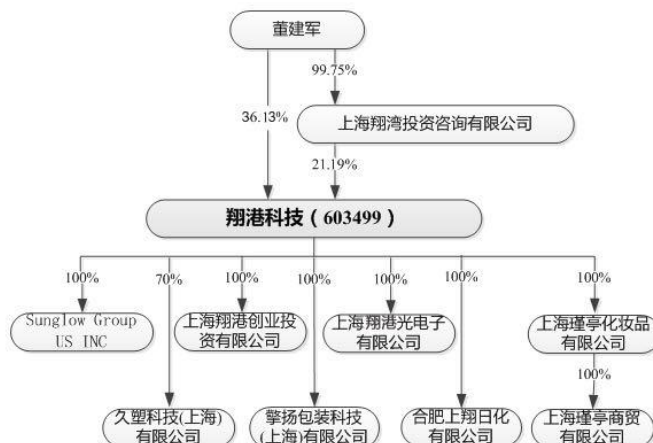 董建军
99.75%
36.13%
上海翔湾投资咨询有限公司
21.19%
翔港科技（603499）
100%
70%
100%
100%
100%
100%
100%
Sunglow Group
US INC
上海翔港创业投
资有限公司
上海翔港光电子
有限公司
上海瑾亭化妆品
有限公司
100%
久塑科技(上海)
有限公司
擎扬包装科技
(上海)有限公司
合肥上翔日化
有限公司
上海瑾亭商贸
有限公司